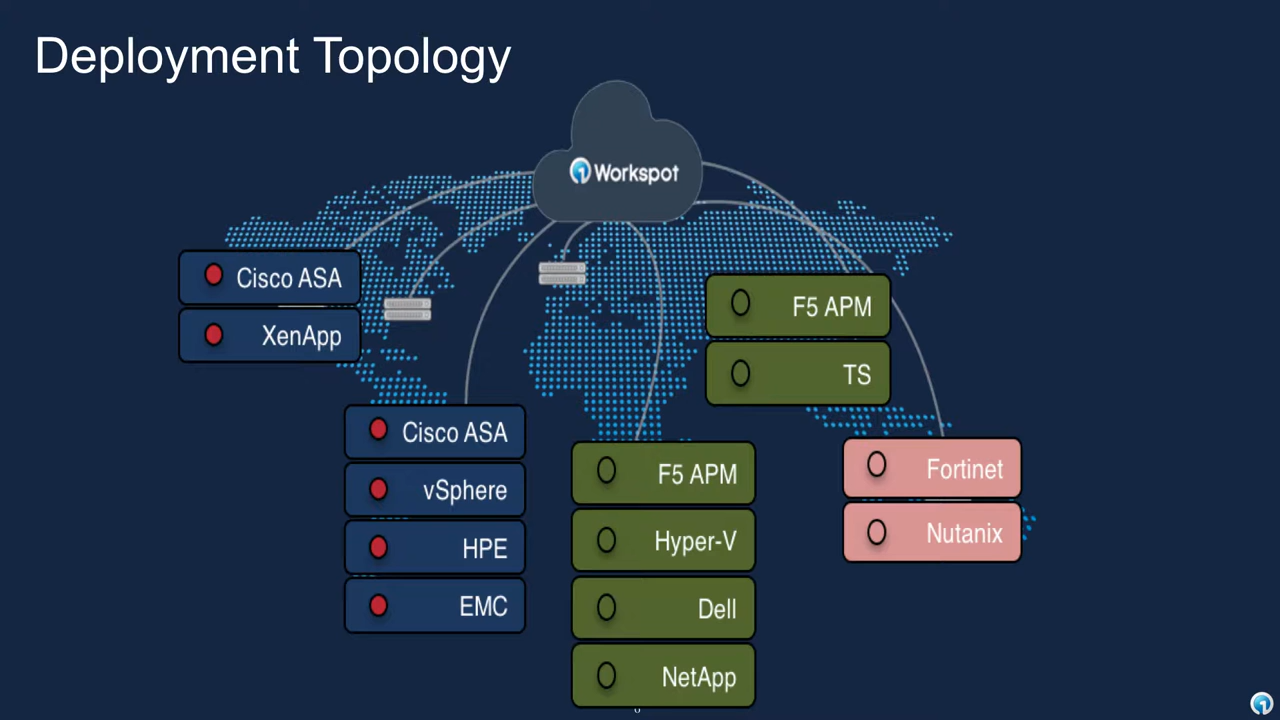 Deployment Topology
Workspot
Cisco ASA
XenApp
F5 APM
TS
Cisco ASA
vSphere
HPE
EMC
F5 APM
Hyper-V
Dell
NetApp
Fortinet
Nutanix